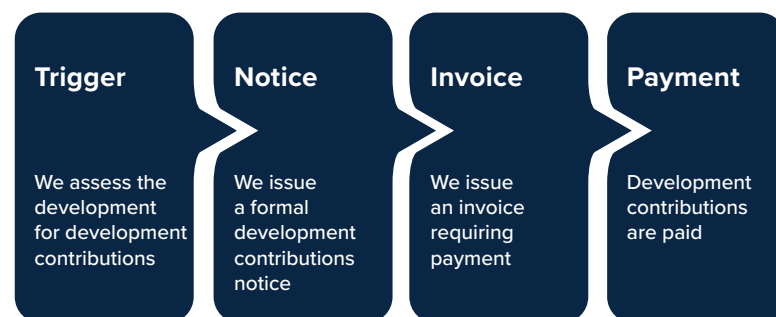 Trigger
We assess the
development
for development
contributions
Notice
We issue
a formal
development
contributions
notice
Invoice
We issue
an invoice
requiring
payment
Payment
Development
contributions
are paid